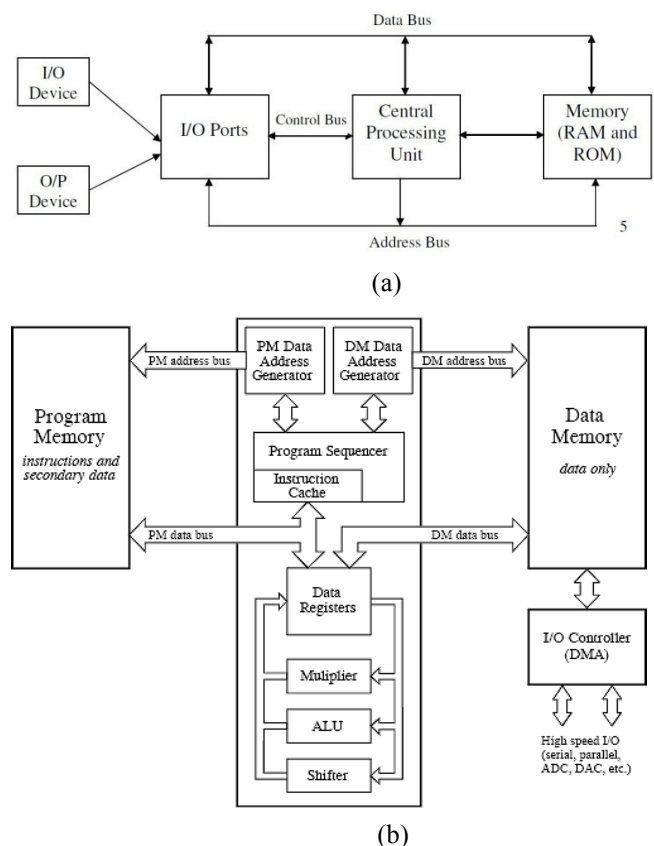 Data Bus
I/O
Device
I/O Ports
Control Bus
Central
Processing
Unit
Memory
(RAM and
ROM)
O/P
Device
Address Bus
5
(a)
PM Data
Address
Generator
DM Data
Address
Generator
PM address bus
DM address bus
Program
Memory
instructions and
secondary data
Program Sequencer
Instruction
Cache
Data
Memory
data only
PM data bus
DM data bus
Data
Registers
I/O Controller
(DMA)
Muliplier
ALU
Shifter
High speed I/O
(serial, parallel,
ADC, DAC, etc.)
(b)